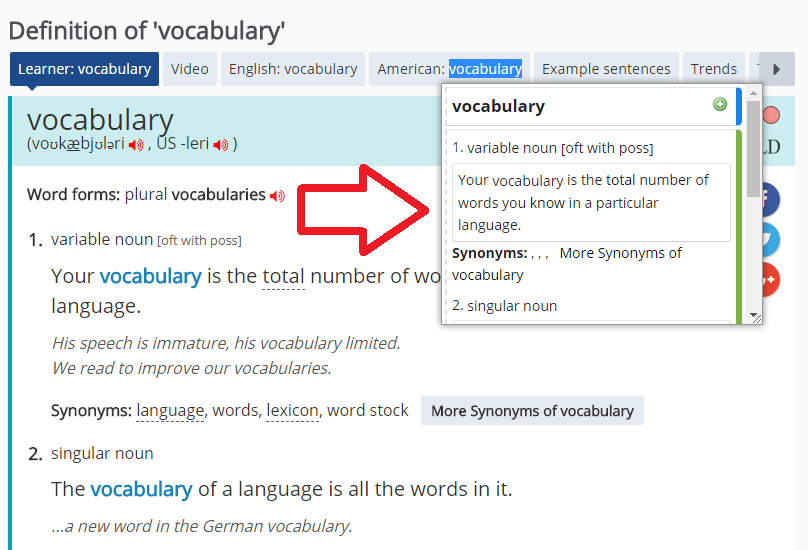 Definition of 'vocabulary'
Learner: vocabulary Video English: vocabulary American: vocabulary Example sentences Trends
vocabulary
(voʊkæbjʊləri , US -leri )
Word forms: plural vocabularies
1. variable noun [oft with poss]
Your vocabulary is the total number of wo
language.
His speech is immature, his vocabulary limited.
We read to improve our vocabularies.
Synonyms: language, words, lexicon, word stock More Synonyms of vocabulary
2. singular noun
The vocabulary of a language is all the words in it.
...a new word in the German vocabulary.
vocabulary
1. variable noun [oft with poss]
Your vocabulary is the total number of
words you know in a particular
language.
Synonyms: , , , More Synonyms of
vocabulary
2. singular noun
LD